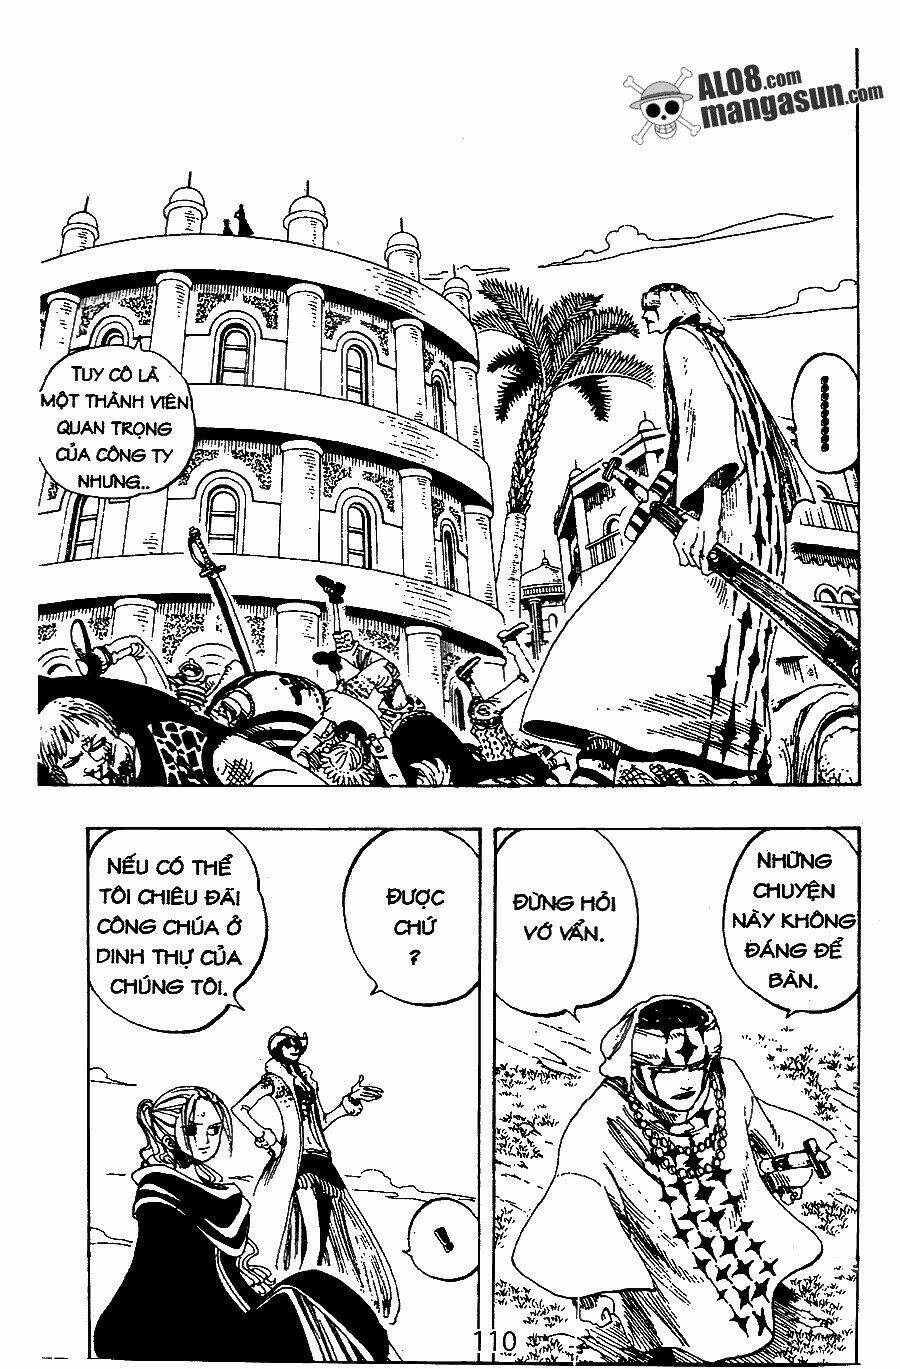 ALO8.com
mangasun.com
.........
TUY CÔ LÀ
MỘT THÀNH VIÊN
QUAN TRỌNG
CỦA CÔNG TY
NHƯNG..
NHỮNG
CHUYỆN
NÀY KHÔNG
ĐÁNG ĐỂ
BÀN.
ĐỪNG HỎI
VỚ VẨN.
ĐƯỢC
CHỨ
?
NẾU CÓ THỂ
TÔI CHIÊU ĐÃI
CÔNG CHÚA Ở
DINH THỰ CỦA
CHÚNG TÔI.
!
110